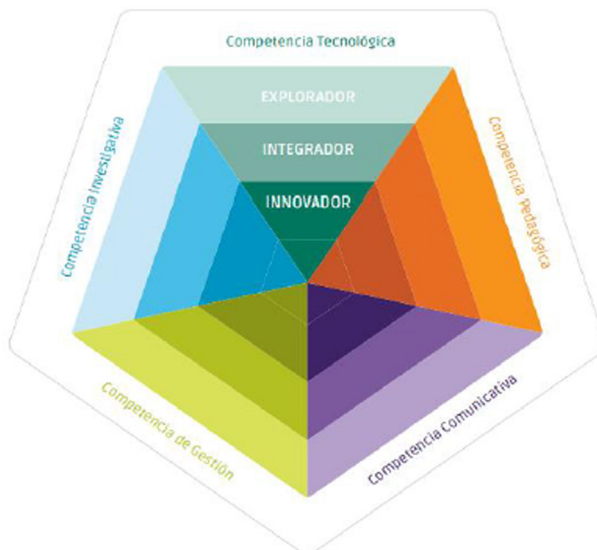 Competencia Tecnológica
EXPLORADOR
INTEGRADOR
INNOVADOR
Competencia Investigativa
Competencia Pedagógica
Competencia de Gestión
Competencia Comunicativa